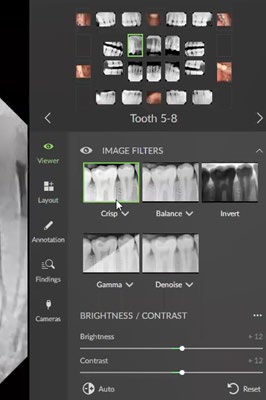 Tooth 5-8
Viewer
Layout
Annotation
Findings
Cameras
IMAGE FILTERS
Crisp
Balance
Invert
Gamma
Denoise
BRIGHTNESS / CONTRAST
Brightness
+ 12
Contrast
+ 12
Auto
Reset